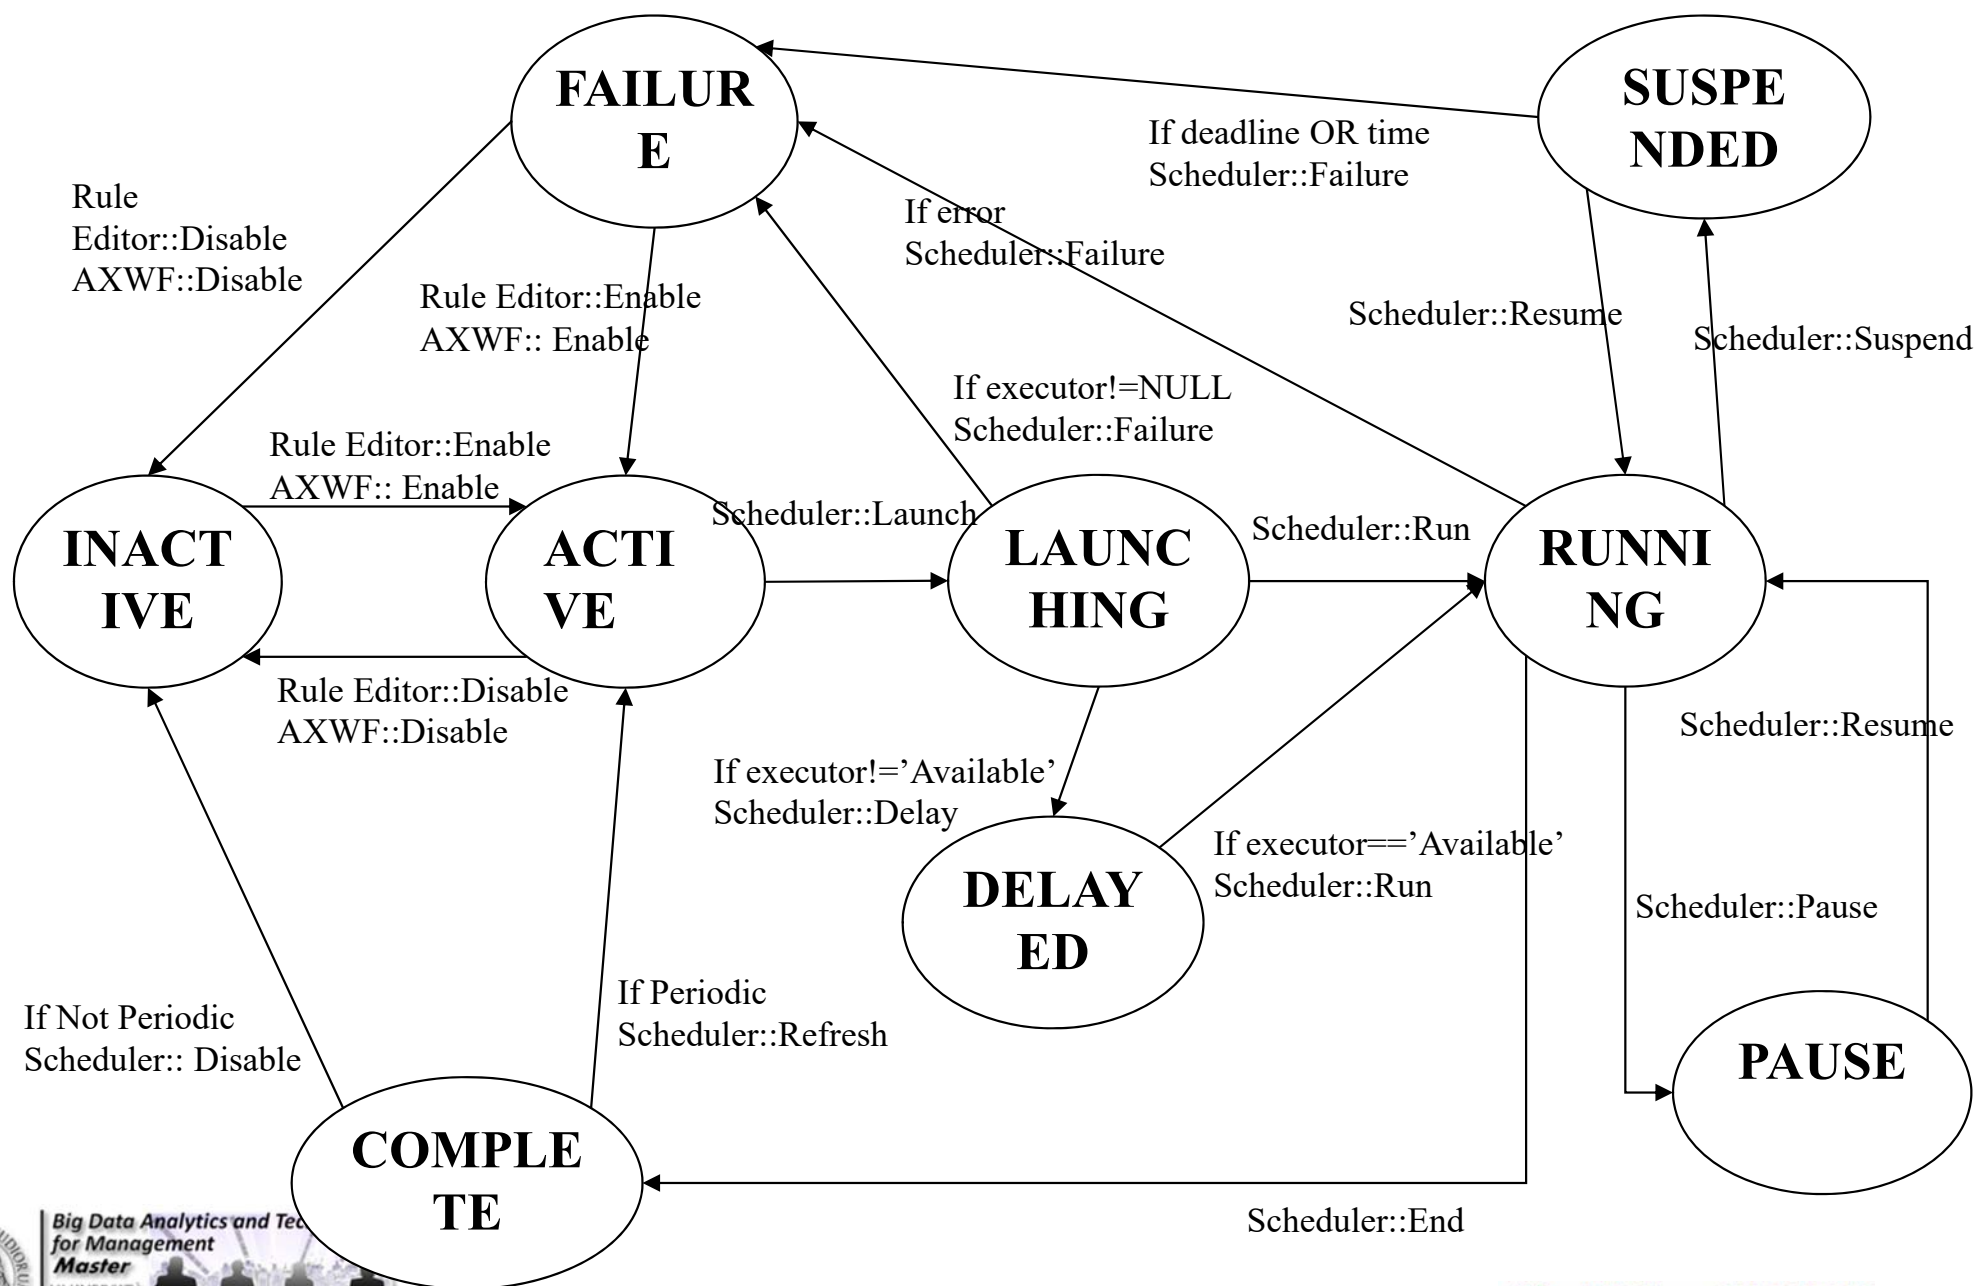 FAILUR
E
SUSPE
NDED
If deadline OR time
Scheduler::Failure
Rule
Editor::Disable
AXWF::Disable
If error
Scheduler::Failure
Rule Editor::Enable
AXWF:: Enable
Scheduler::Resume
Scheduler::Suspend
If executor!=NULL
Scheduler::Failure
Rule Editor::Enable
AXWF:: Enable
Scheduler::Launch
Scheduler::Run
INACT
IVE
ACTI
VE
LAUNC
HING
RUNNI
NG
Rule Editor::Disable
AXWF::Disable
Scheduler::Resume
If executor!=’Available’
Scheduler::Delay
If executor==’Available’
Scheduler::Run
DELAY
ED
Scheduler::Pause
If Periodic
Scheduler::Refresh
If Not Periodic
Scheduler:: Disable
PAUSE
COMPLE
TE
Scheduler::End
Big Data Analytics and Tec
for Management
Master